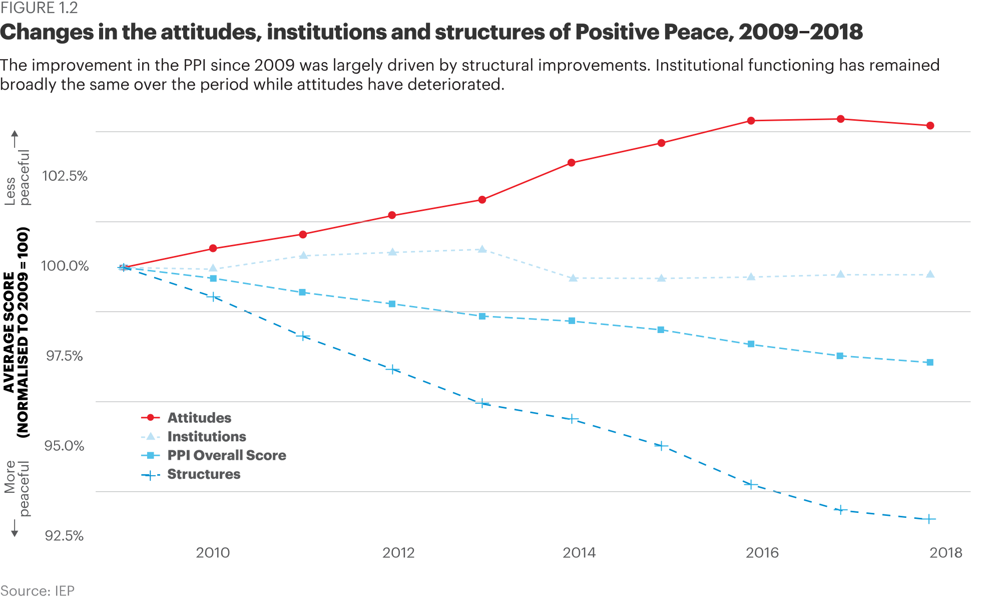 FIGURE 1.2
Changes in the attitudes, institutions and structures of Positive Peace, 2009–2018
The improvement in the PPI since 2009 was largely driven by structural improvements. Institutional functioning has remained
broadly the same over the period while attitudes have deteriorated.
Less
peaceful
AVERAGE SCORE
(NORMALISED TO 2009 = 100)
More
peaceful
102.5%
100.0%
97.5%
95.0%
92.5%
Attitudes
Institutions
PPI Overall Score
Structures
2010
2012
2014
2016
2018
Source: IEP